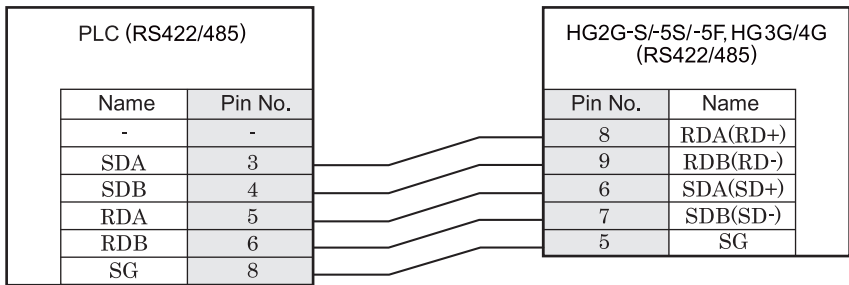 PLC (RS422/485)
Name Pin No.
- -
SDA 3
SDB 4
RDA 5
RDB 6
SG 8
HG2G-S/-5S/-5F, HG3G/4G
(RS422/485)
Pin No. Name
8 RDA(RD+)
9 RDB(RD-)
6 SDA(SD+)
7 SDB(SD-)
5 SG